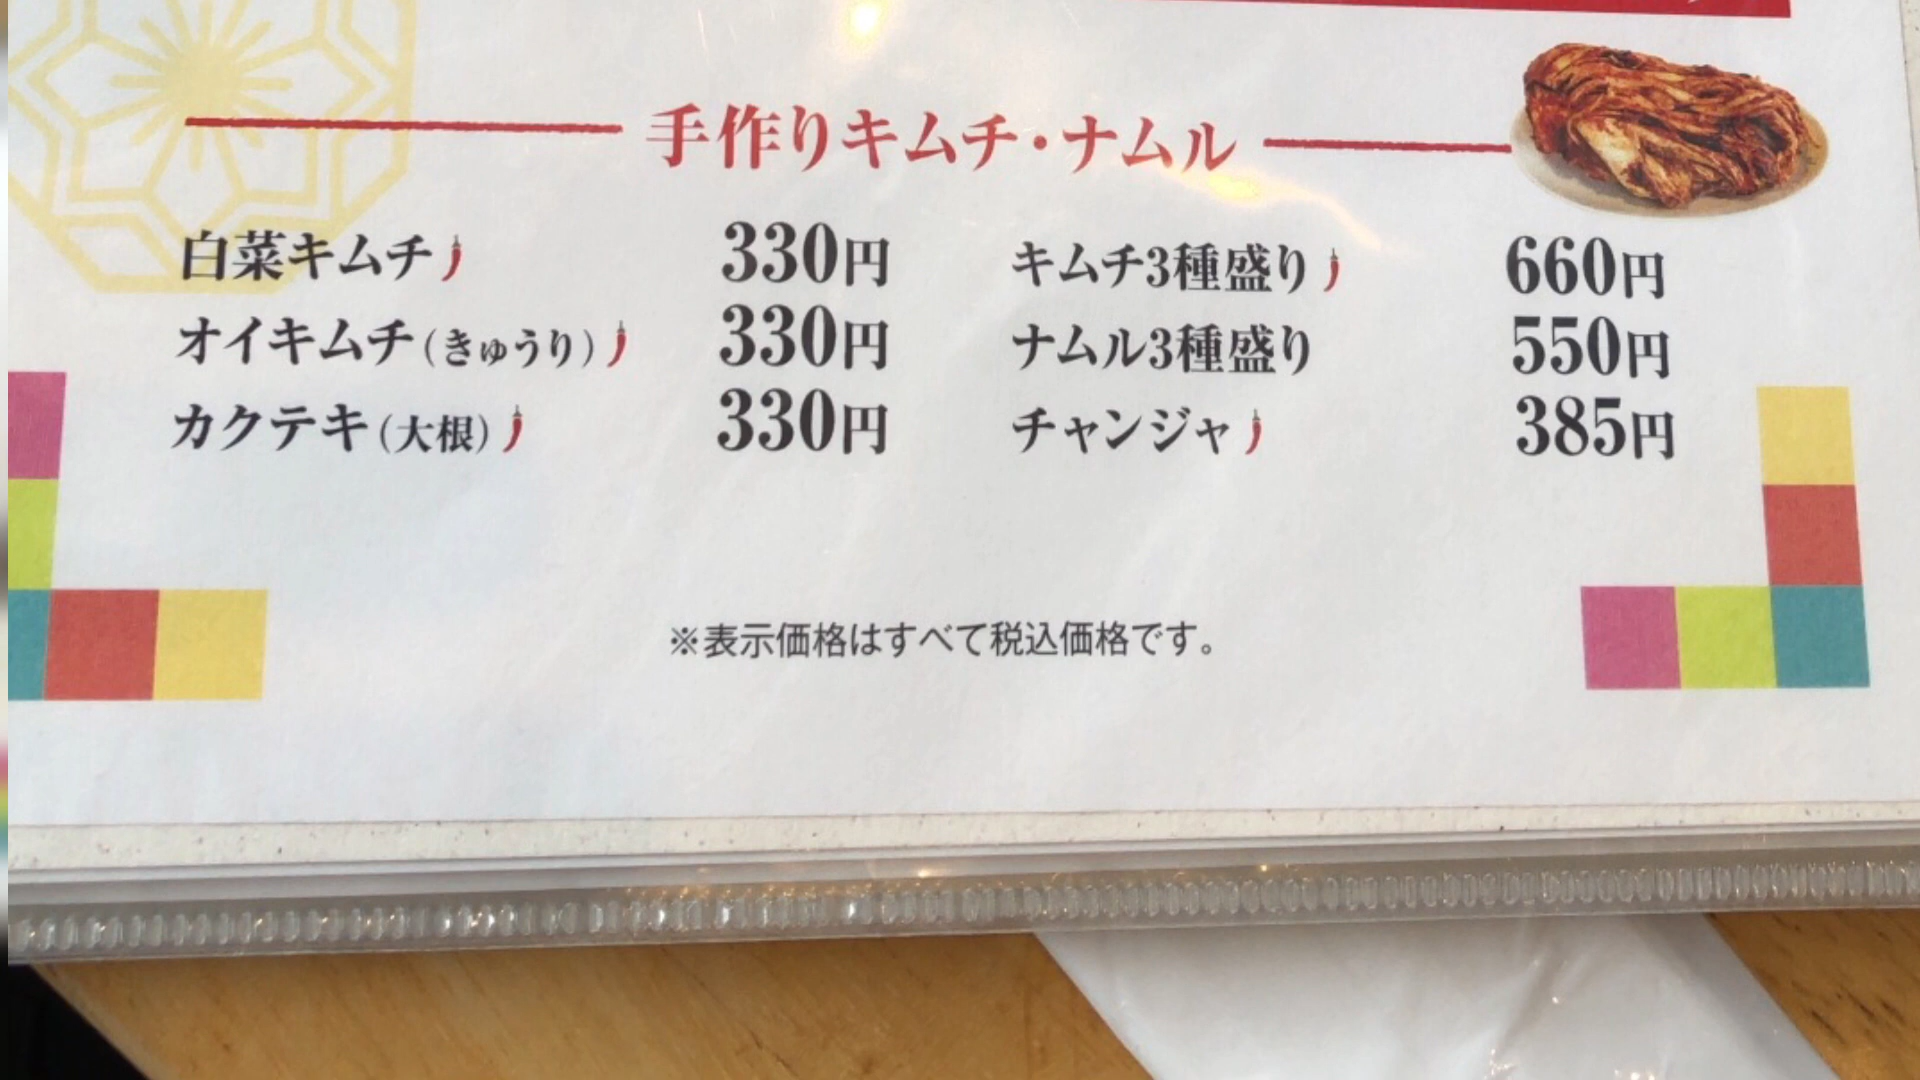 手作りキムチ・ナムル
白菜キムチ 330円
オイキムチ(きゅうり) 330円
カクテキ(大根) 330円
キムチ3種盛り 660円
ナムル3種盛り 550円
チャンジャ 385円
※表示価格はすべて税込価格です。